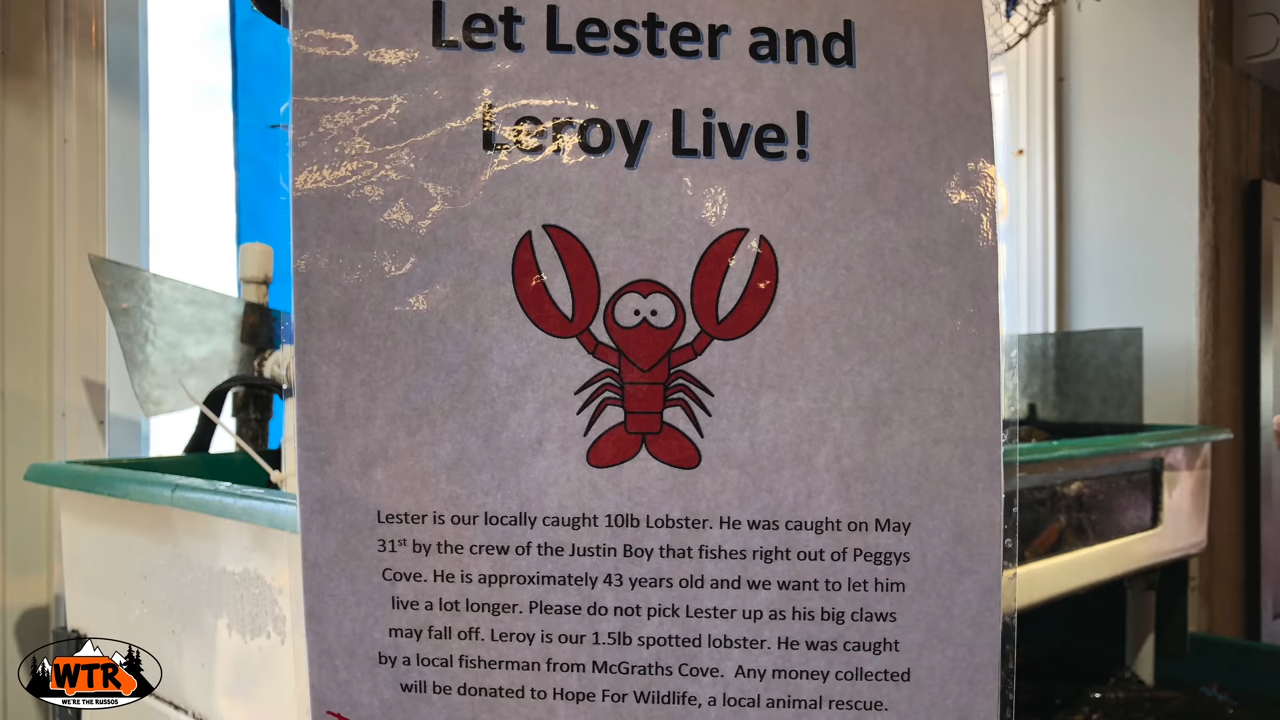 Let Lester and
Leroy Live!
Lester is our locally caught 10lb Lobster. He was caught on May
31st by the crew of the Justin Boy that fishes right out of Peggys
Cove. He is approximately 43 years old and we want to let him
live a lot longer. Please do not pick Lester up as his big claws
may fall off. Leroy is our 1.5lb spotted lobster. He was caught
by a local fisherman from McGraths Cove.  Any money collected
will be donated to Hope For Wildlife, a local animal rescue.
WTR
WE'RE THE RUSSOS